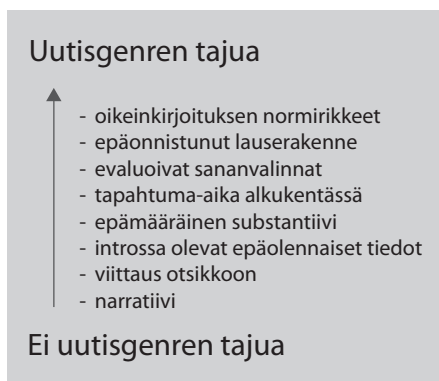 Uutisgenren tajua
- oikeinkirjoituksen normirikkeet
- epäonnistunut lauserakenne
- evaluoivat sananvalinnat
- tapahtuma-aika alkukentässä
- epämääräinen substantiivi
- introssa olevat epäolennaiset tiedot
- viittaus otsikkoon
- narratiivi
Ei uutisgenren tajua